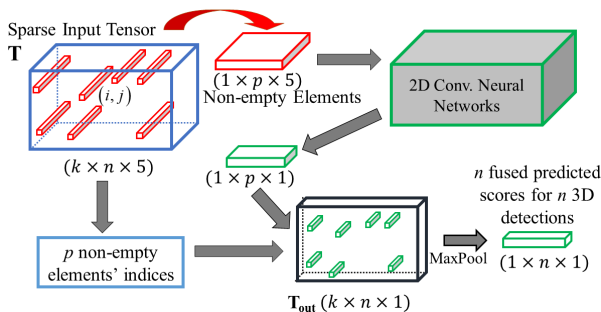 Sparse Input Tensor
T
(i, j)
(k × n × 5)
(1 × p × 5)
Non-empty Elements
2D Conv. Neural
Networks
(1 × p × 1)
n fused predicted
scores for n 3D
detections
p non-empty
elements' indices
MaxPool
(1 × n × 1)
T_out (k × n × 1)